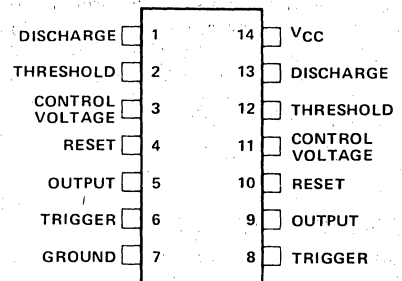 DISCHARGE 1 14 VCC
THRESHOLD 2 13 DISCHARGE
CONTROL
VOLTAGE 3 12 THRESHOLD
RESET 4 11 CONTROL
VOLTAGE
OUTPUT 5 10 RESET
TRIGGER 6 9 OUTPUT
GROUND 7 8 TRIGGER